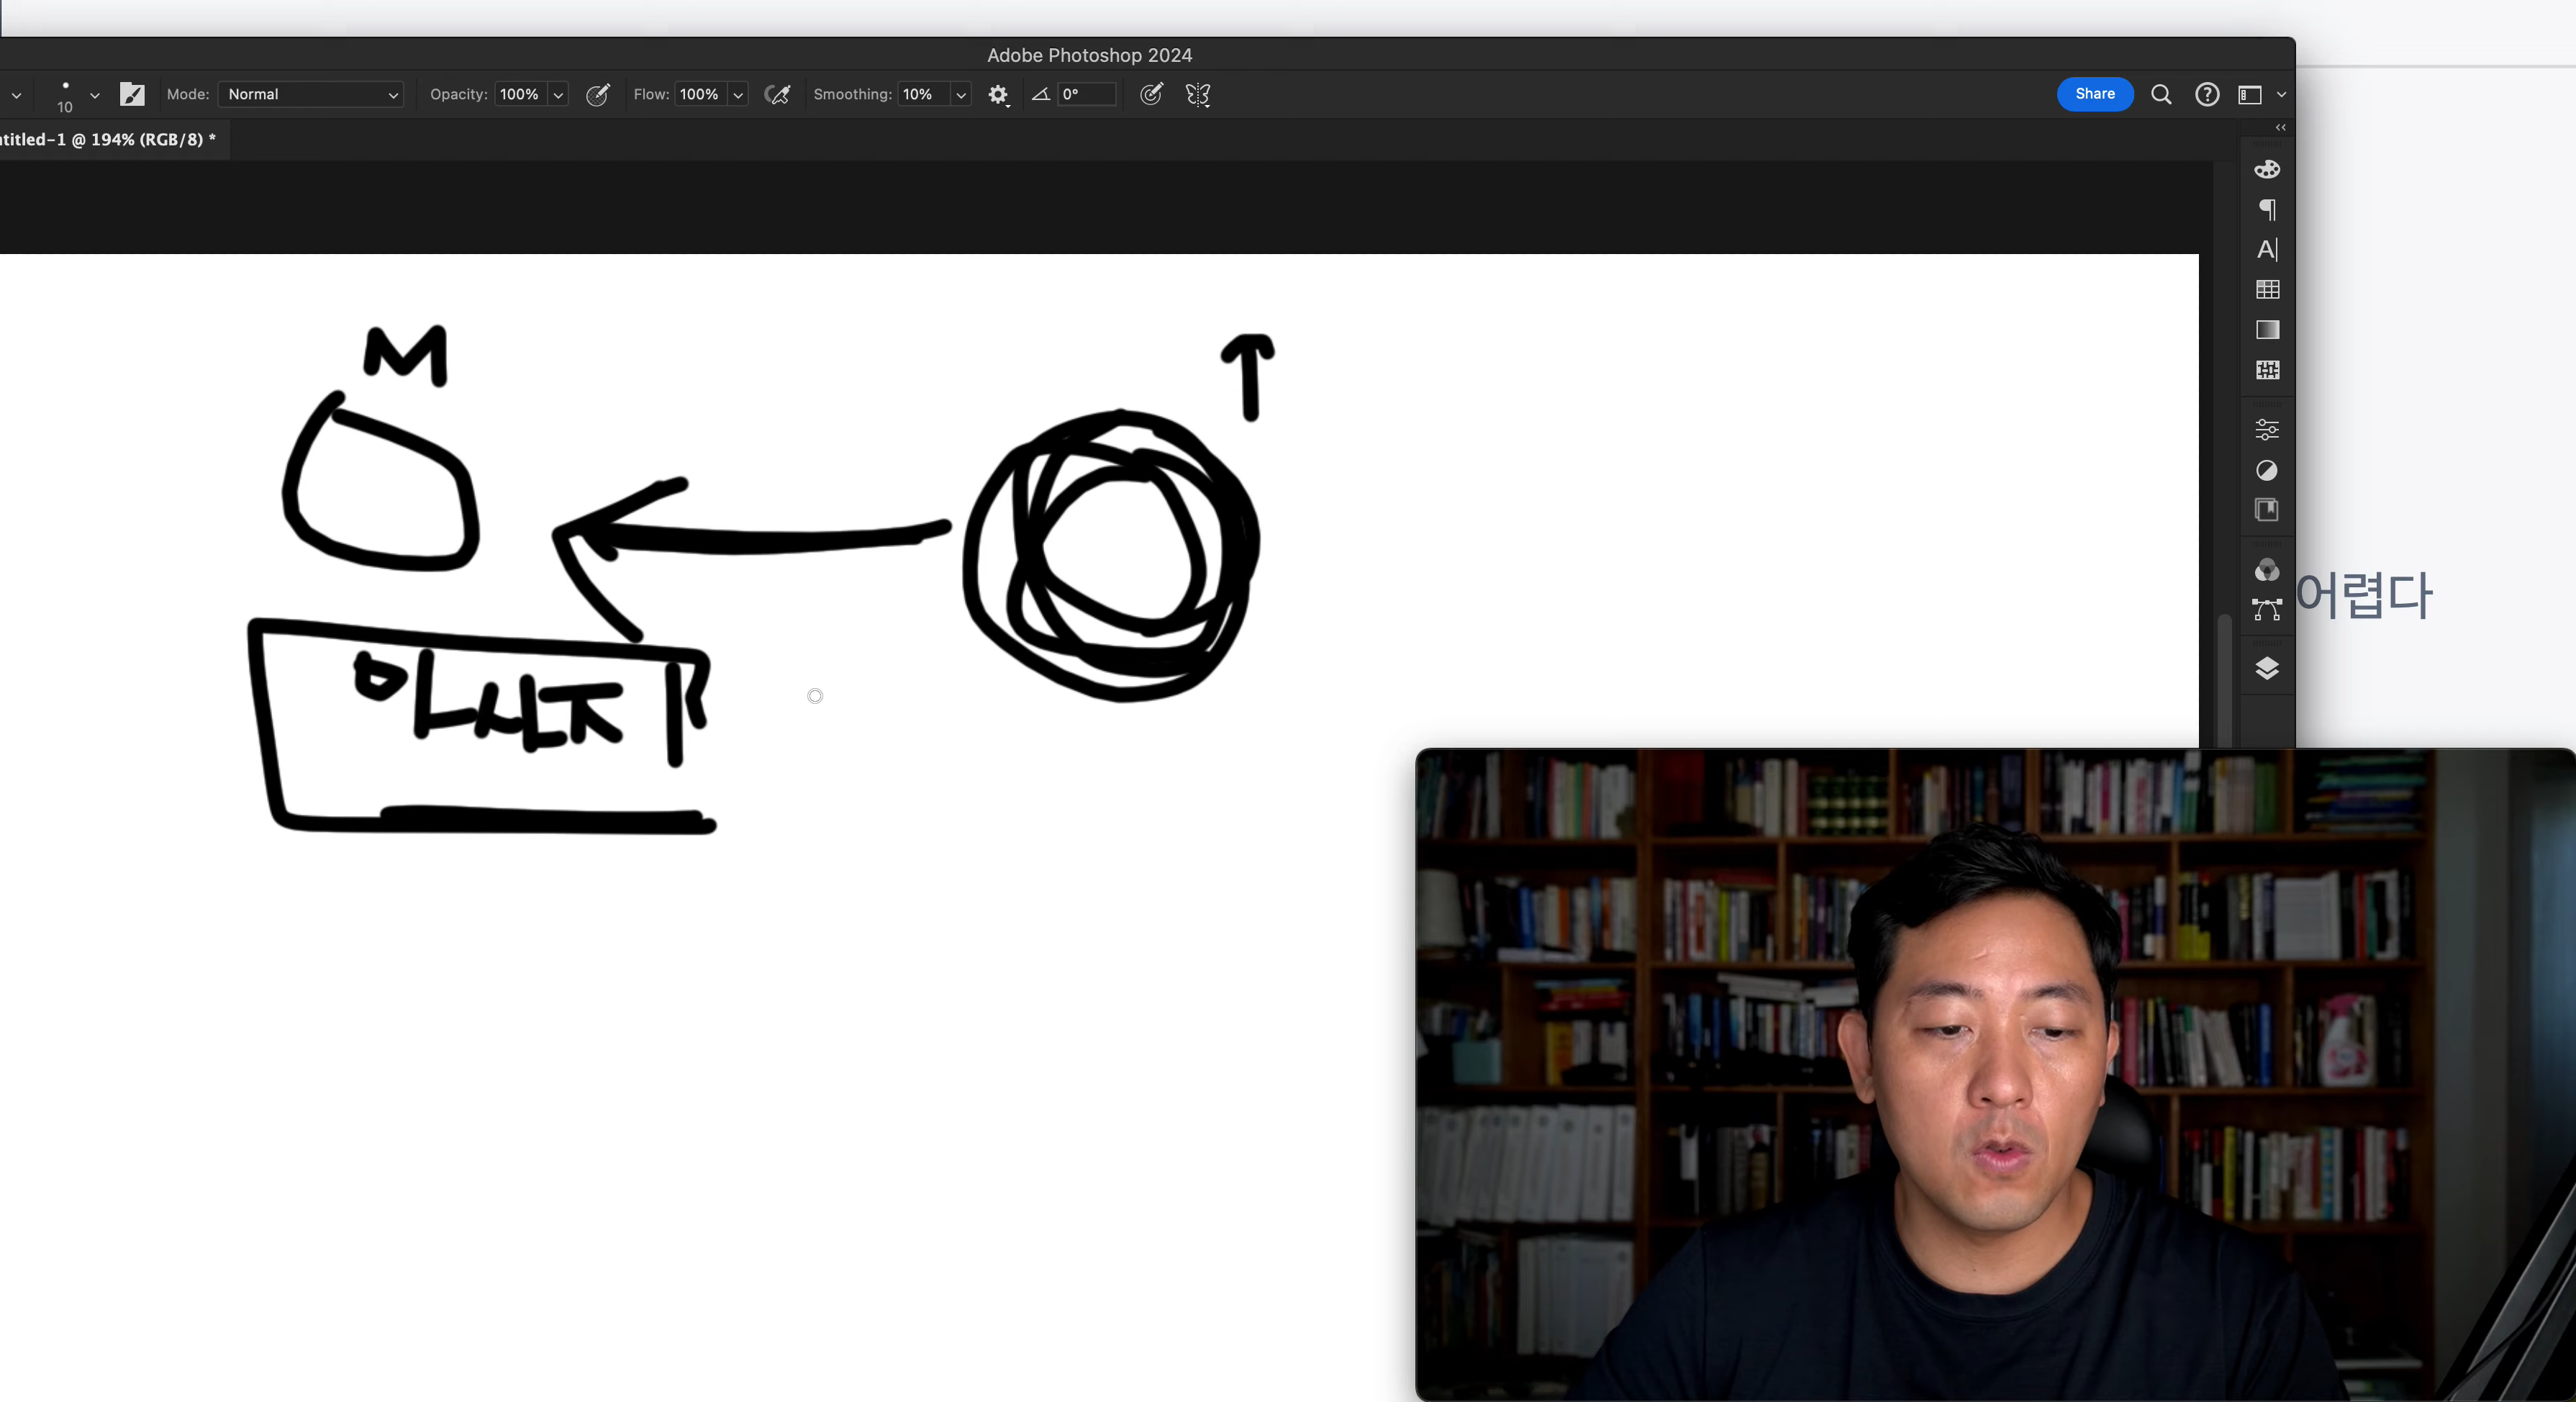 Adobe Photoshop 2024
10 Mode: Normal Opacity: 100% Flow: 100% Smoothing: 10% 0° Share
ntitled-1 @ 194% (RGB/8) *
M
어렵다